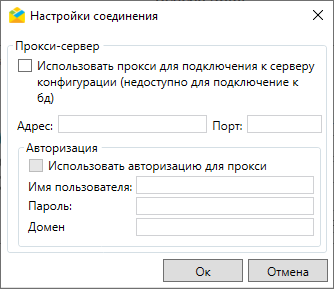 Настройки соединения
Прокси-сервер
Использовать прокси для подключения к серверу
конфигурации (недоступно для подключение к
бд)
Адрес: Порт:
Авторизация
Использовать авторизацию для прокси
Имя пользователя:
Пароль:
Домен
Ок Отмена